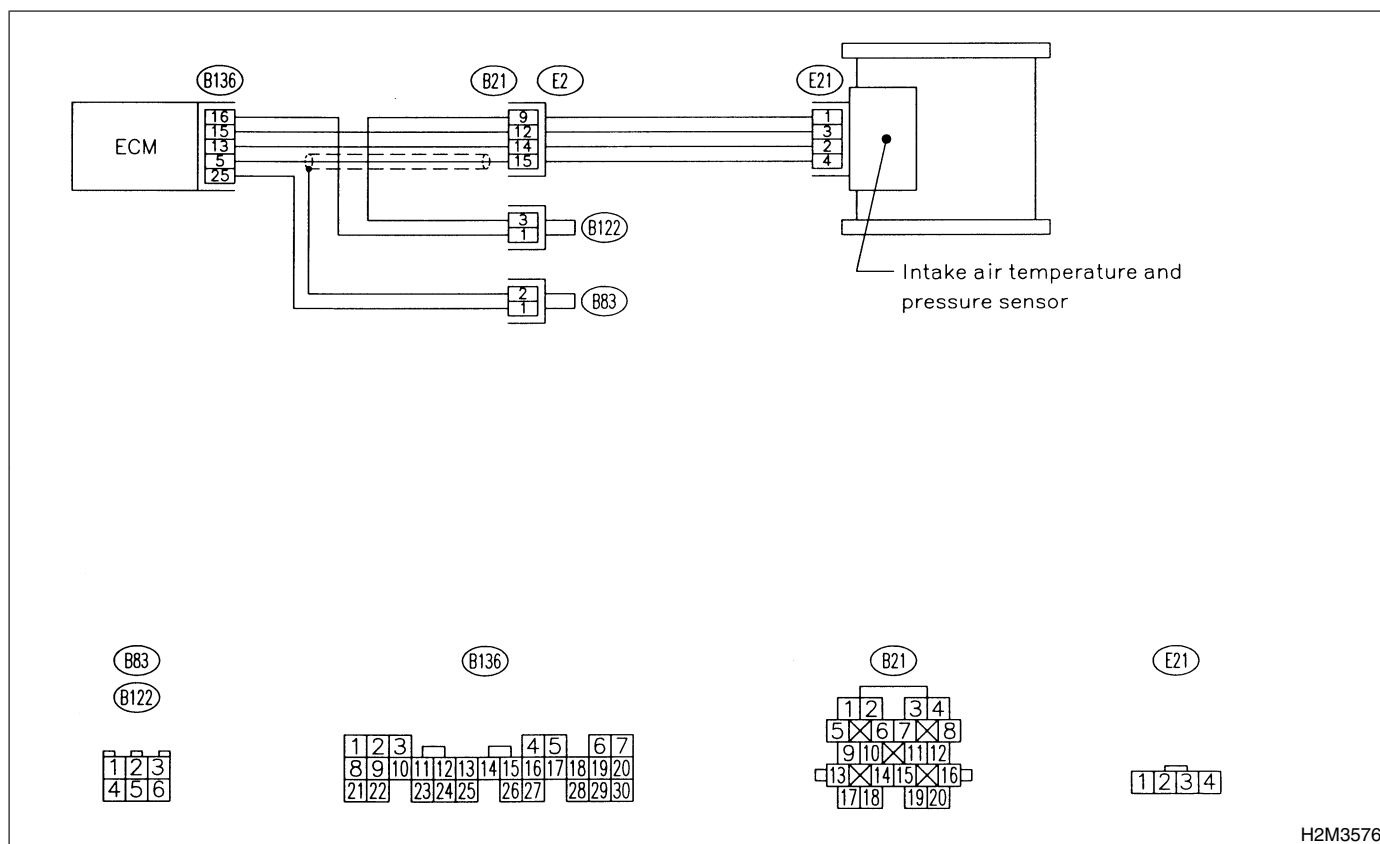 B136
B21 E2
E21
ECM
16
15
13
5
25
9
12
14
15
1
3
2
4
3
1
B122
2
1
B83
Intake air temperature and
pressure sensor
B83
B122
B136
B21
E21
1 2 3
4 5 6
1 2 3 4 5 6 7
8 9 10 11 12 13 14 15 16 17 18 19 20
21 22 23 24 25 26 27 28 29 30
1 2 3 4
5 6 7 8
9 10 11 12
13 14 15 16
17 18 19 20
1 2 3 4
H2M3576